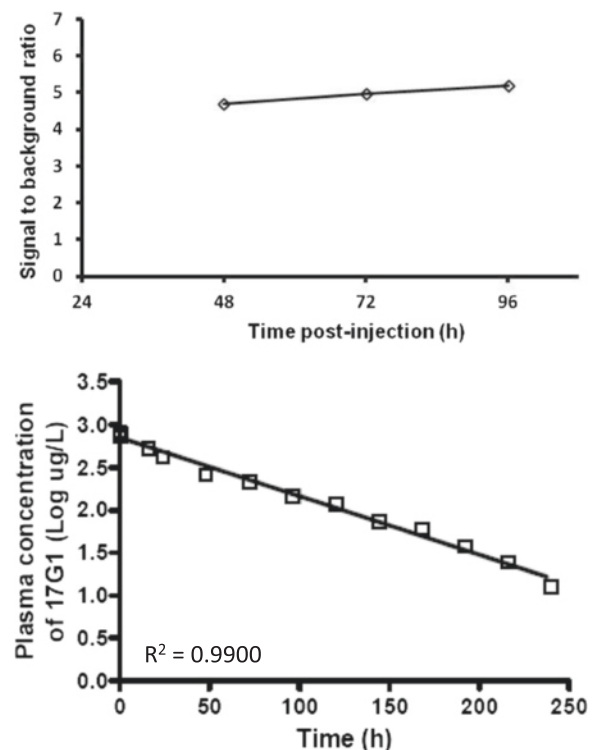 Signal to background ratio
7
6
5
4
3
2
1
0
24 48 72 96
Time post-injection (h)
Plasma concentration
of 17G1 (Log ug/L)
3.5
3.0
2.5
2.0
1.5
1.0
0.5
0.0
R² = 0.9900
0 50 100 150 200 250
Time (h)